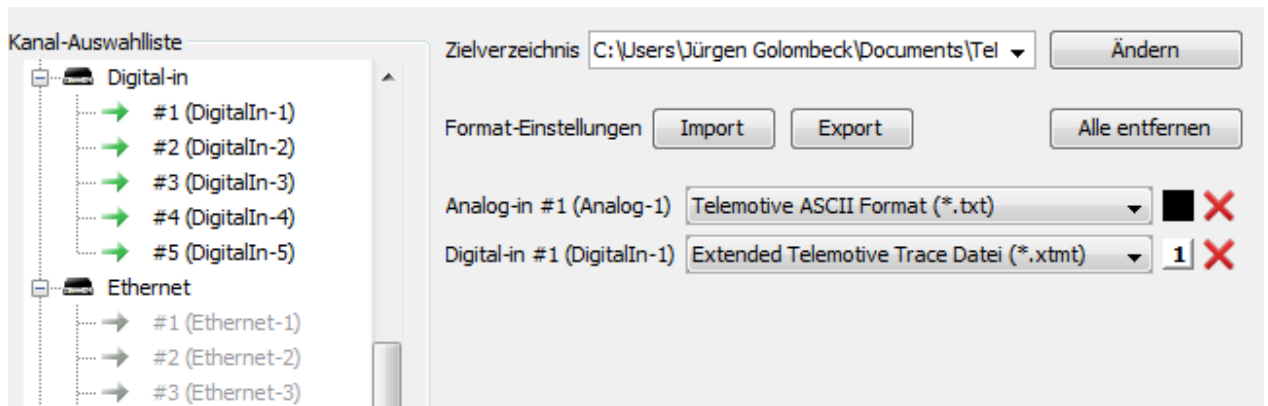 Kanal-Auswahlliste
Digital-in
#1 (DigitalIn-1)
#2 (DigitalIn-2)
#3 (DigitalIn-3)
#4 (DigitalIn-4)
#5 (DigitalIn-5)
Ethernet
#1 (Ethernet-1)
#2 (Ethernet-2)
#3 (Ethernet-3)
Zielverzeichnis C:\Users\Jürgen Golombeck\Documents\Tel Ändern
Format-Einstellungen Import Export Alle entfernen
Analog-in #1 (Analog-1) Telemotive ASCII Format (*.txt)
Digital-in #1 (DigitalIn-1) Extended Telemotive Trace Datei (*.xtmt) 1